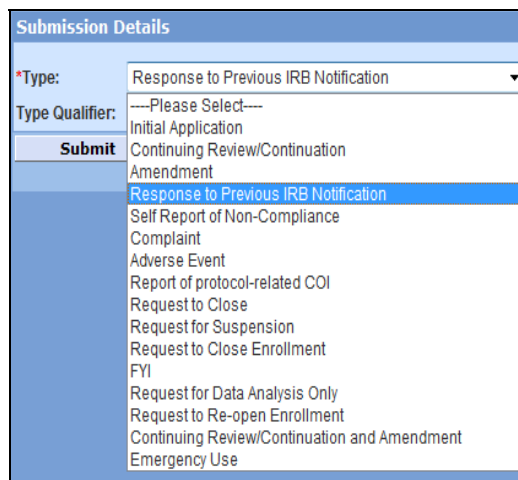 Submission Details
*Type: Response to Previous IRB Notification
Type Qualifier: ----Please Select----
Initial Application
Submit Continuing Review/Continuation
Amendment
Response to Previous IRB Notification
Self Report of Non-Compliance
Complaint
Adverse Event
Report of protocol-related COI
Request to Close
Request for Suspension
Request to Close Enrollment
FYI
Request for Data Analysis Only
Request to Re-open Enrollment
Continuing Review/Continuation and Amendment
Emergency Use